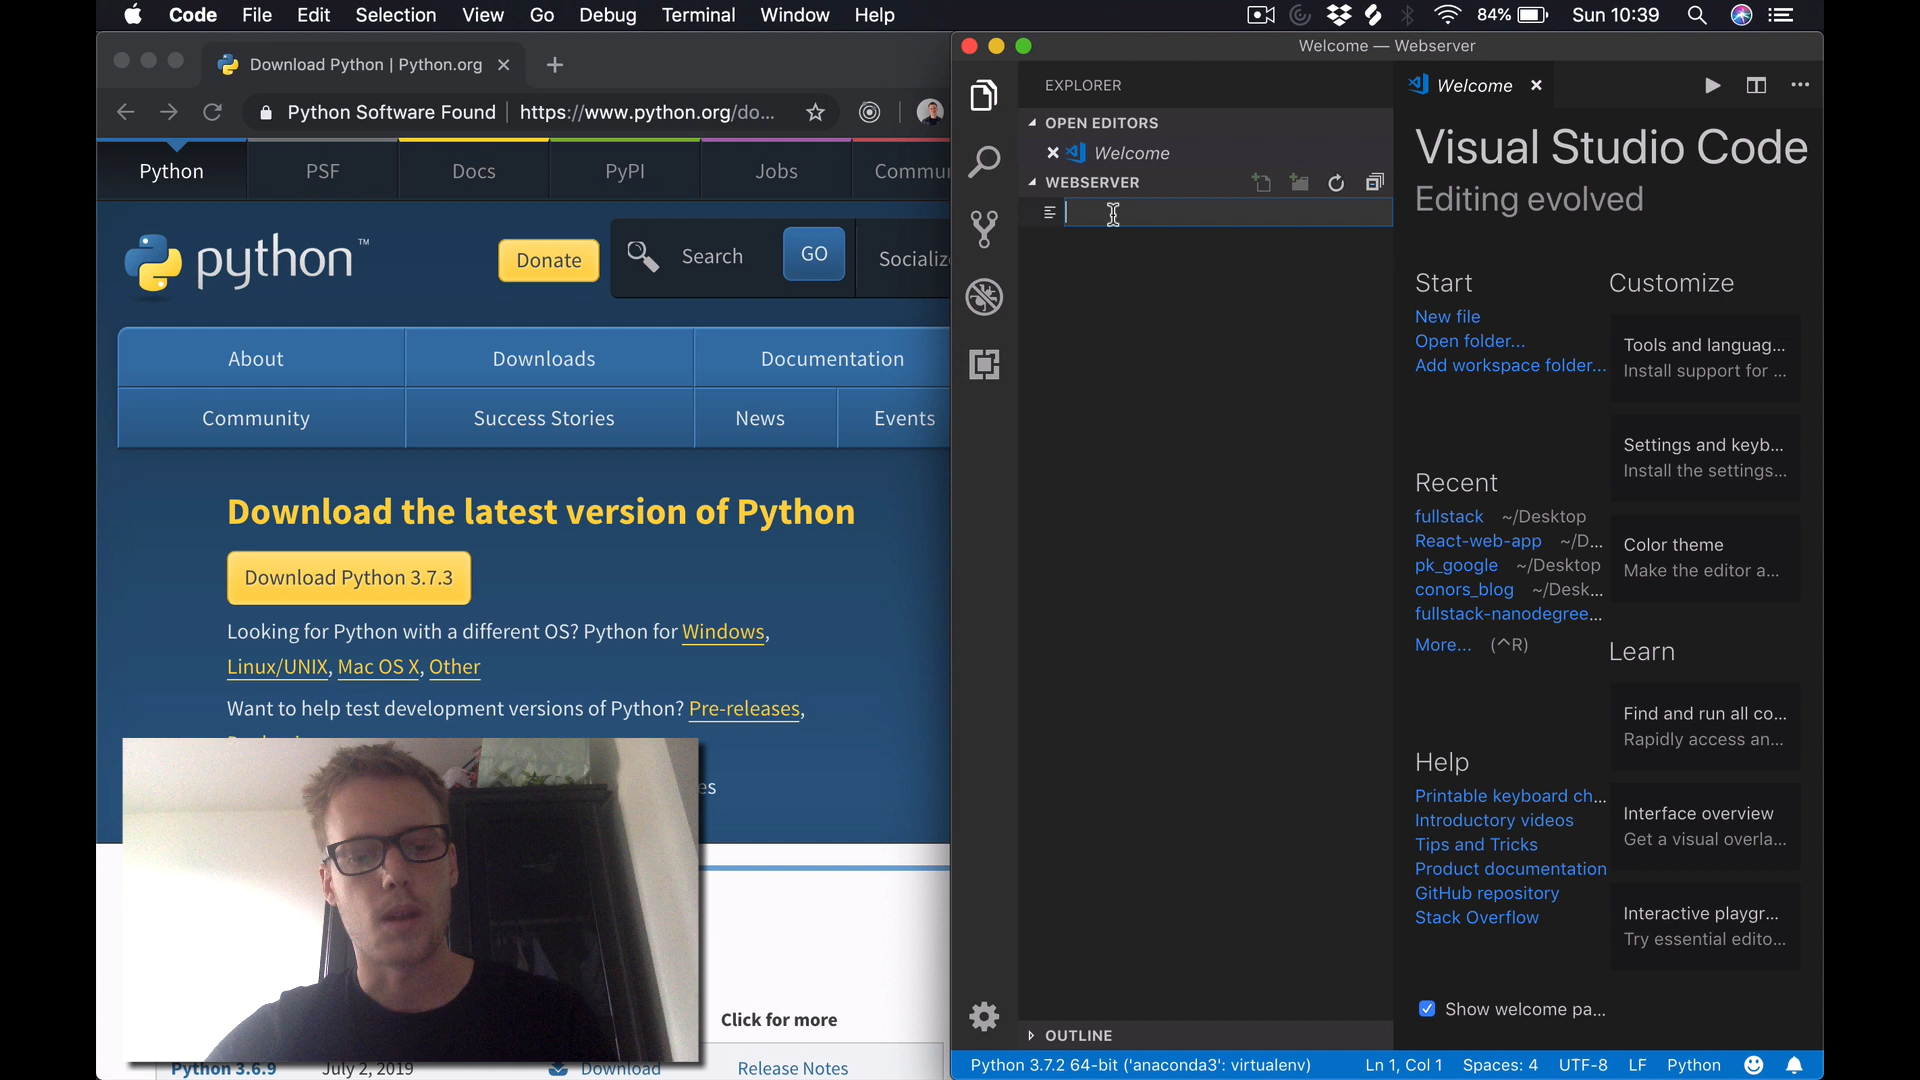 Code File Edit Selection View Go Debug Terminal Window Help 84% Sun 10:39
Download Python | Python.org
Python Software Found https://www.python.org/do...
Python PSF Docs PyPI Jobs Commu
python™
Donate Search GO Socialize
About Downloads Documentation
Community Success Stories News Events
Download the latest version of Python
Download Python 3.7.3
Looking for Python with a different OS? Python for Windows,
Linux/UNIX, Mac OS X, Other
Want to help test development versions of Python? Pre-releases,
es
Click for more
Python 3.6.9 July 2, 2019 Download Release Notes
Welcome — Webserver
EXPLORER
OPEN EDITORS
Welcome
WEBSERVER
OUTLINE
Welcome
Visual Studio Code
Editing evolved
Start
New file
Open folder...
Add workspace folder...
Recent
fullstack ~/Desktop
React-web-app ~/D...
pk_google ~/Desktop
conors_blog ~/Desk...
fullstack-nanodegree...
More... (^R)
Help
Printable keyboard ch...
Introductory videos
Tips and Tricks
Product documentation
GitHub repository
Stack Overflow
Customize
Tools and languag...
Install support for ...
Settings and keyb...
Install the settings...
Color theme
Make the editor a...
Learn
Find and run all co...
Rapidly access an...
Interface overview
Get a visual overla...
Interactive playgr...
Try essential edito...
Show welcome pa...
Python 3.7.2 64-bit ('anaconda3': virtualenv) Ln 1, Col 1 Spaces: 4 UTF-8 LF Python